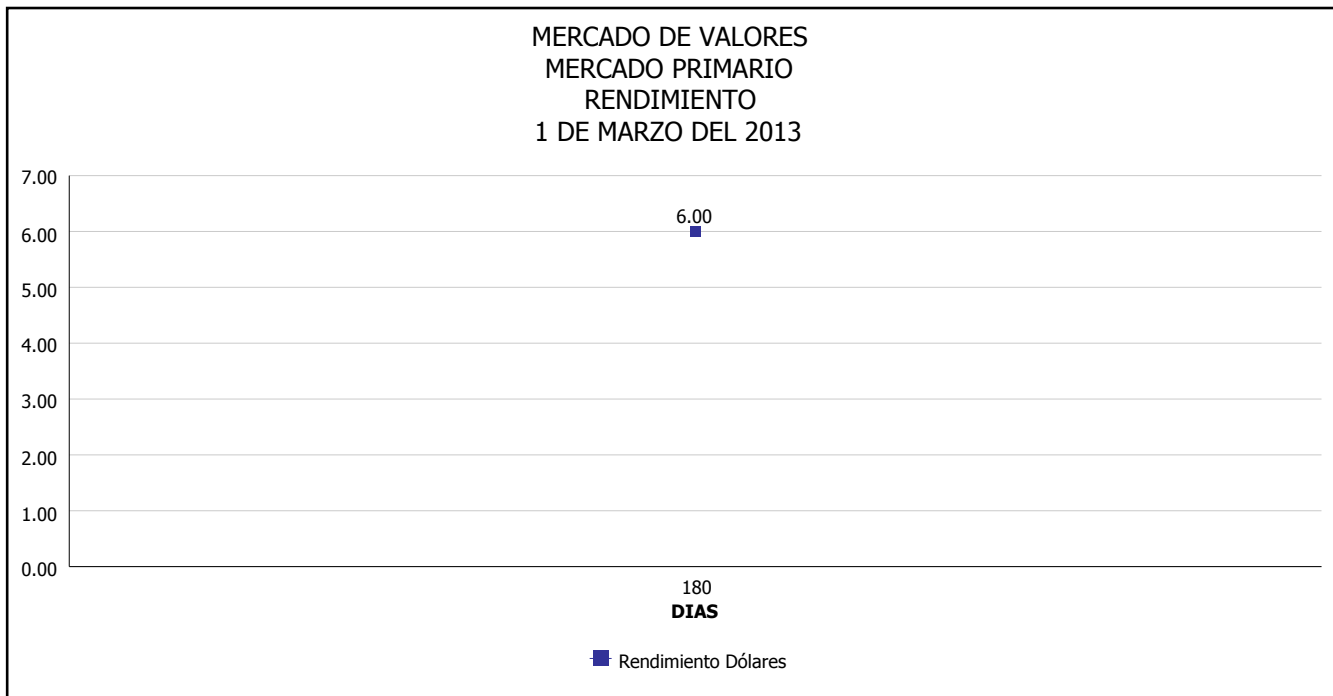 MERCADO DE VALORES
MERCADO PRIMARIO
RENDIMIENTO
1 DE MARZO DEL 2013
7.00
6.00
6.00
5.00
4.00
3.00
2.00
1.00
0.00
180
DIAS
Rendimiento Dólares